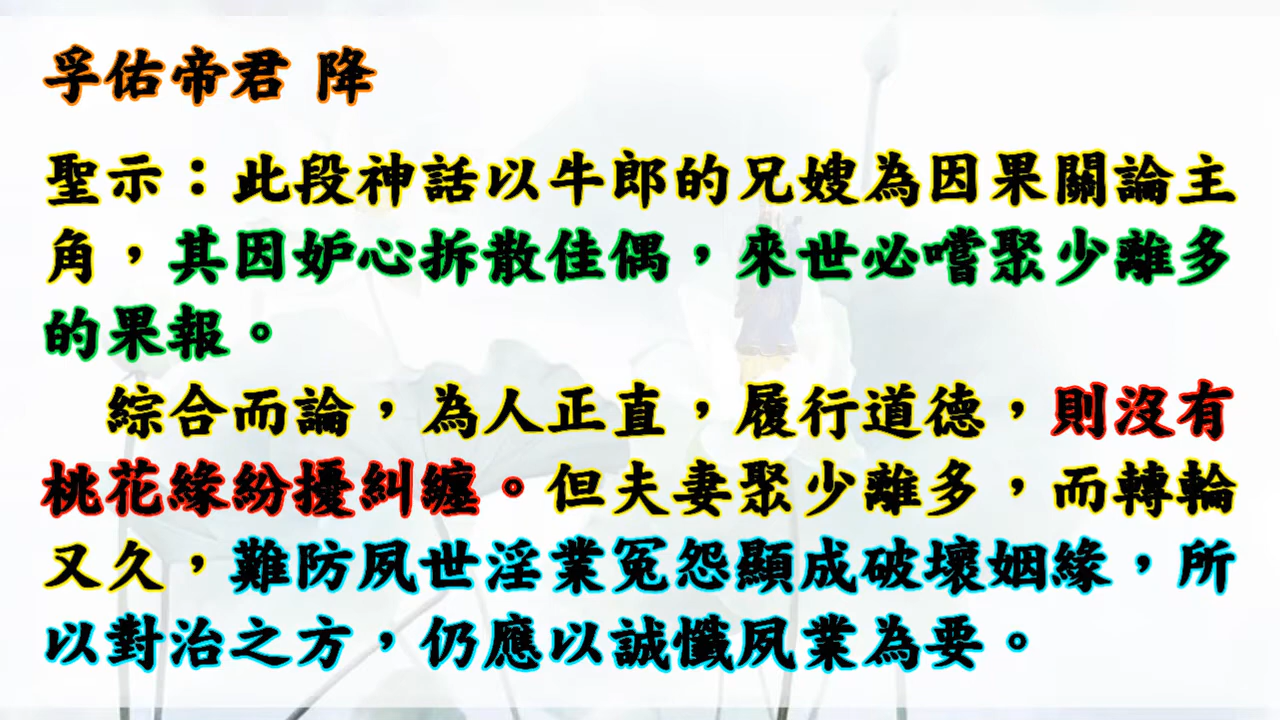 孚佑帝君 降
聖示：此段神話以牛郎的兄嫂為因果關論主
角，其因妒心拆散佳偶，來世必嚐聚少離多
的果報。
綜合而論，為人正直，履行道德，則沒有
桃花緣紛擾糾纏。但夫妻聚少離多，而轉輪
又久，難防夙世淫業冤怨顯成破壞姻緣，所
以對治之方，仍應以誠懺夙業為要。